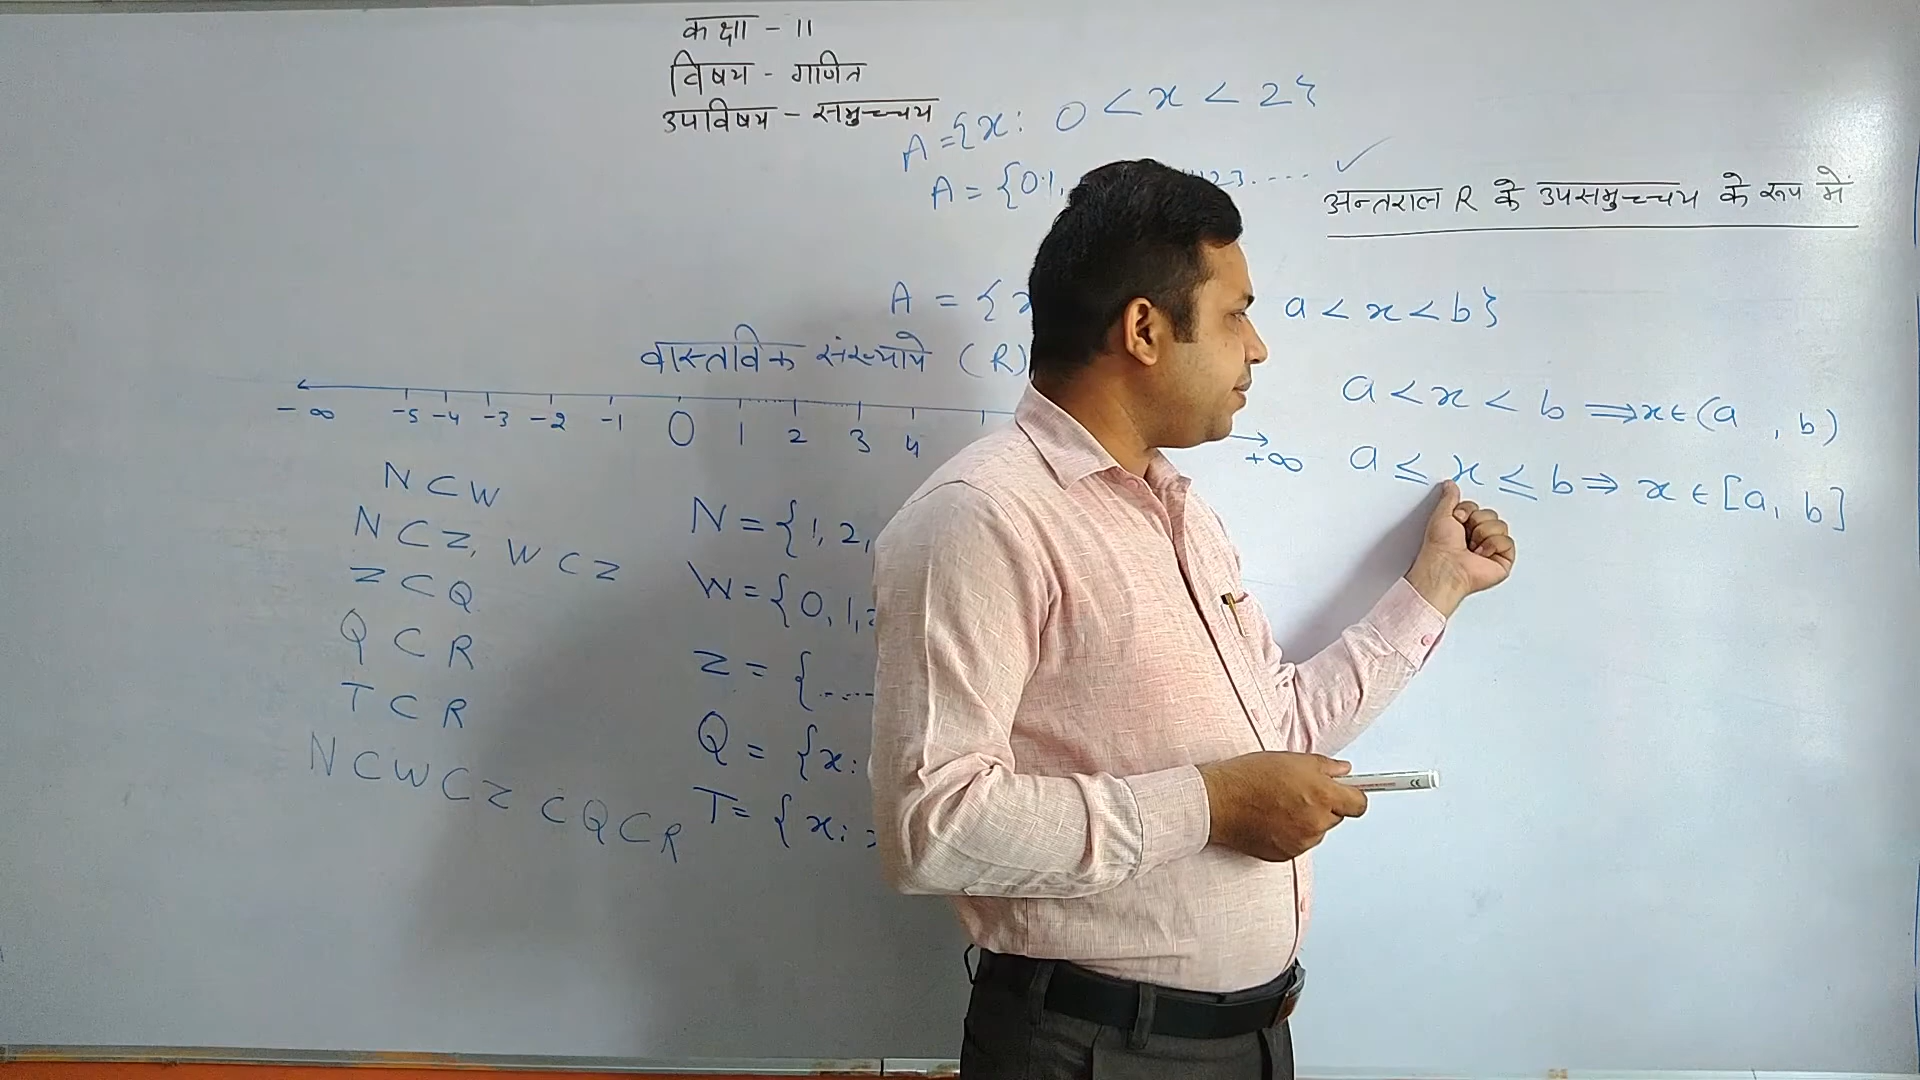 कक्षा - 11
विषय - गणित
उपविषय - समुच्चय
A = {x : 0 < x < 2}
A = {0.1,
अन्तराल R के उपसमुच्चय के रूप में
A = {x a < x < b}
वास्तविक संख्याये (R)
- ∞ -5 -4 -3 -2 -1 0 1 2 3 4 +∞
a < x < b ⟹ x ∈ (a , b)
a ≤ x ≤ b ⟹ x ∈ [a, b]
N ⊂ W
N ⊂ Z, W ⊂ Z
Z ⊂ Q
Q ⊂ R
T ⊂ R
N ⊂ W ⊂ Z ⊂ Q ⊂ R
N = {1, 2,
W = {0, 1, 2
Z = {.....
Q = {x:
T = {x: